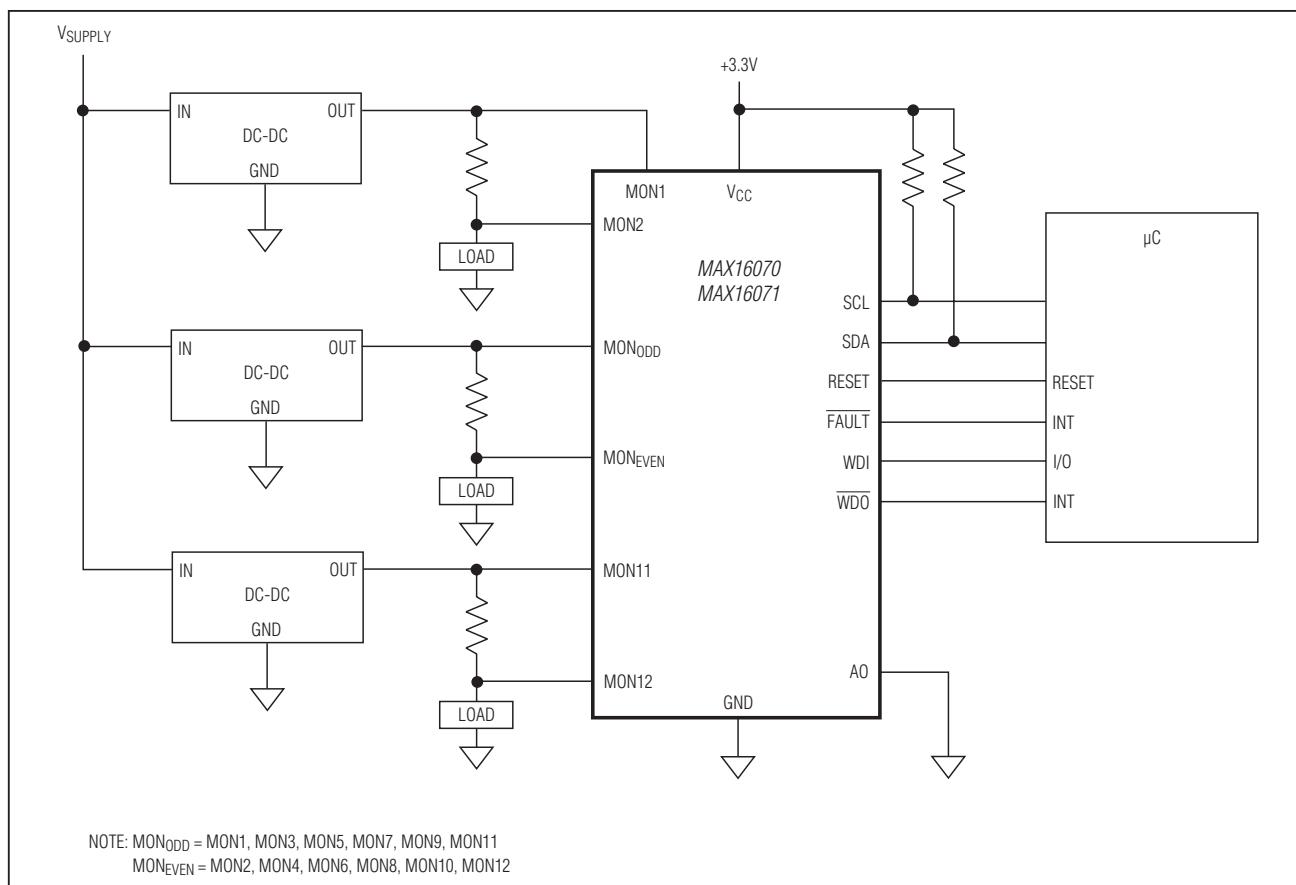 VSUPPLY
+3.3V
IN
OUT
DC-DC
GND
MON1
VCC
MON2
LOAD
µC
MAX16070
MAX16071
SCL
SDA
IN
OUT
DC-DC
GND
MONODD
RESET
RESET
FAULT
INT
MONEVEN
WDI
I/O
LOAD
WDO
INT
IN
OUT
DC-DC
GND
MON11
MON12
LOAD
A0
GND
NOTE: MONODD = MON1, MON3, MON5, MON7, MON9, MON11
MONEVEN = MON2, MON4, MON6, MON8, MON10, MON12